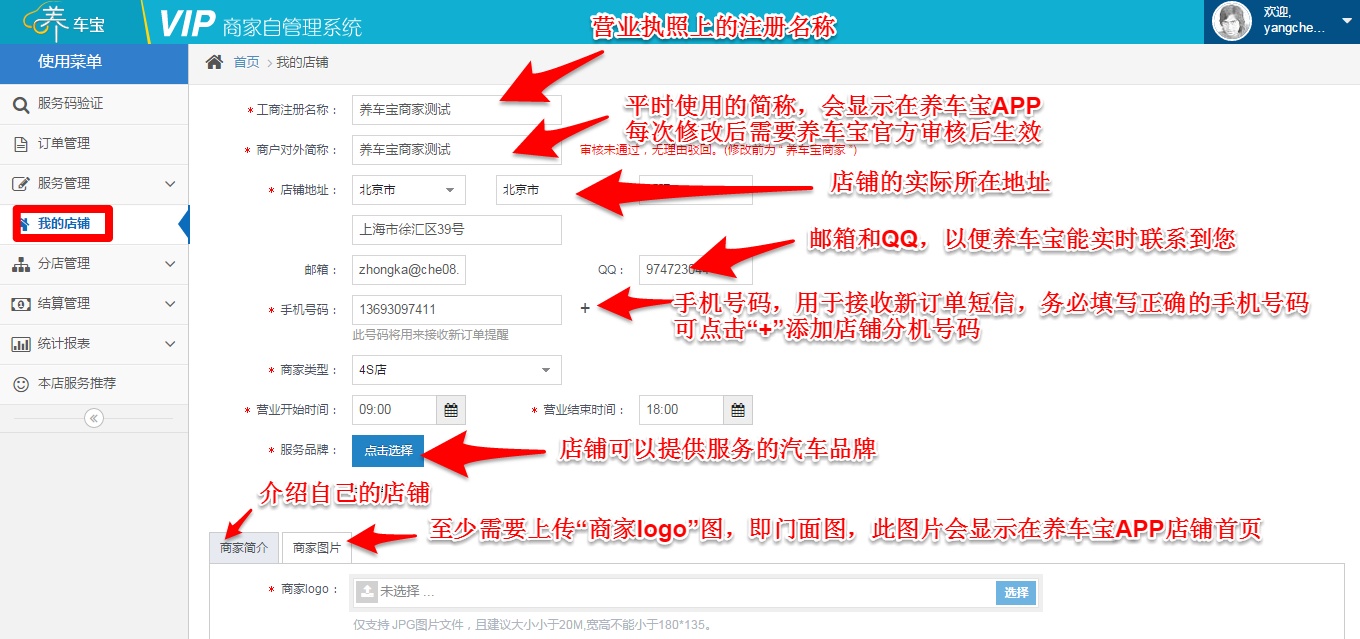 养车宝
VIP 商家自管理系统
欢迎,
yangche...
使用菜单
服务码验证
订单管理
服务管理
我的店铺
分店管理
结算管理
统计报表
本店服务推荐
首页 > 我的店铺
营业执照上的注册名称
* 工商注册名称： 养车宝商家测试
平时使用的简称，会显示在养车宝APP
每次修改后需要养车宝官方审核后生效
* 商户对外简称： 养车宝商家测试
审核未通过，无理由驳回。(修改前为 " 养车宝商家 ")
* 店铺地址： 北京市 北京市
店铺的实际所在地址
上海市徐汇区39号
邮箱和QQ，以便养车宝能实时联系到您
邮箱： zhongka@che08. QQ：
手机号码，用于接收新订单短信，务必填写正确的手机号码
可点击“+”添加店铺分机号码
* 手机号码： 13693097411 +
此号码将用来接收新订单提醒
* 商家类型： 4S店
* 营业开始时间： 09:00 * 营业结束时间： 18:00
* 服务品牌： 点击选择
店铺可以提供服务的汽车品牌
介绍自己的店铺
至少需要上传“商家logo”图，即门面图，此图片会显示在养车宝APP店铺首页
商家简介 商家图片
* 商家logo： 未选择 ... 选择
仅支持 JPG图片文件，且建议大小小于20M,宽高不能小于180*135。